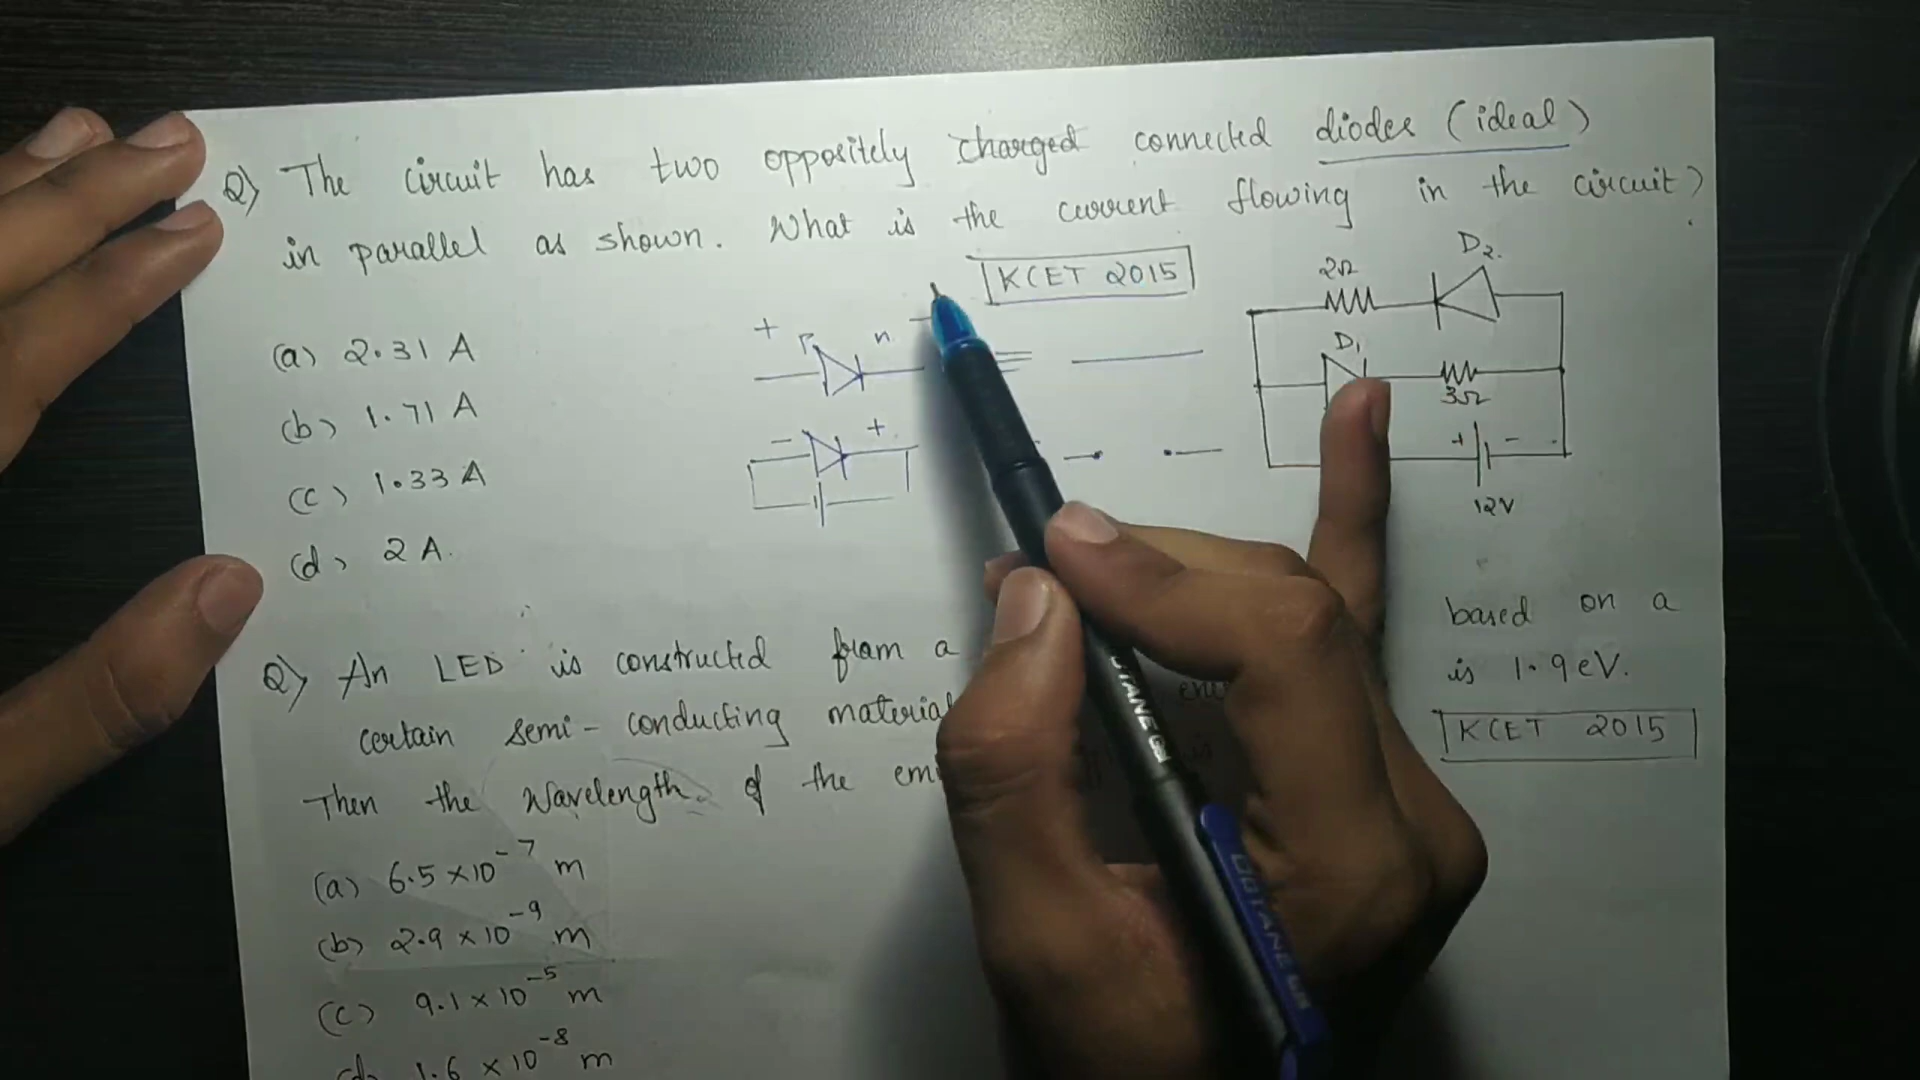 Q) The circuit has two oppositely charged connected diodes (ideal)
in parallel as shown. What is the current flowing in the circuit?
KCET 2015
(a) 2.31 A
(b) 1.71 A
(c) 1.33 A
(d) 2 A.
+ P n -
- +
2Ω D2.
D1
3Ω
+ -
12V
Q) An LED is constructed from a based on a
certain semi-conducting material is 1.9eV.
KCET 2015
Then the Wavelength of the
(a) 6.5 ×10⁻⁷ m
(b) 2.9 × 10⁻⁹ m
(c) 9.1 × 10⁻⁵ m
1.6 ×10⁻⁸ m